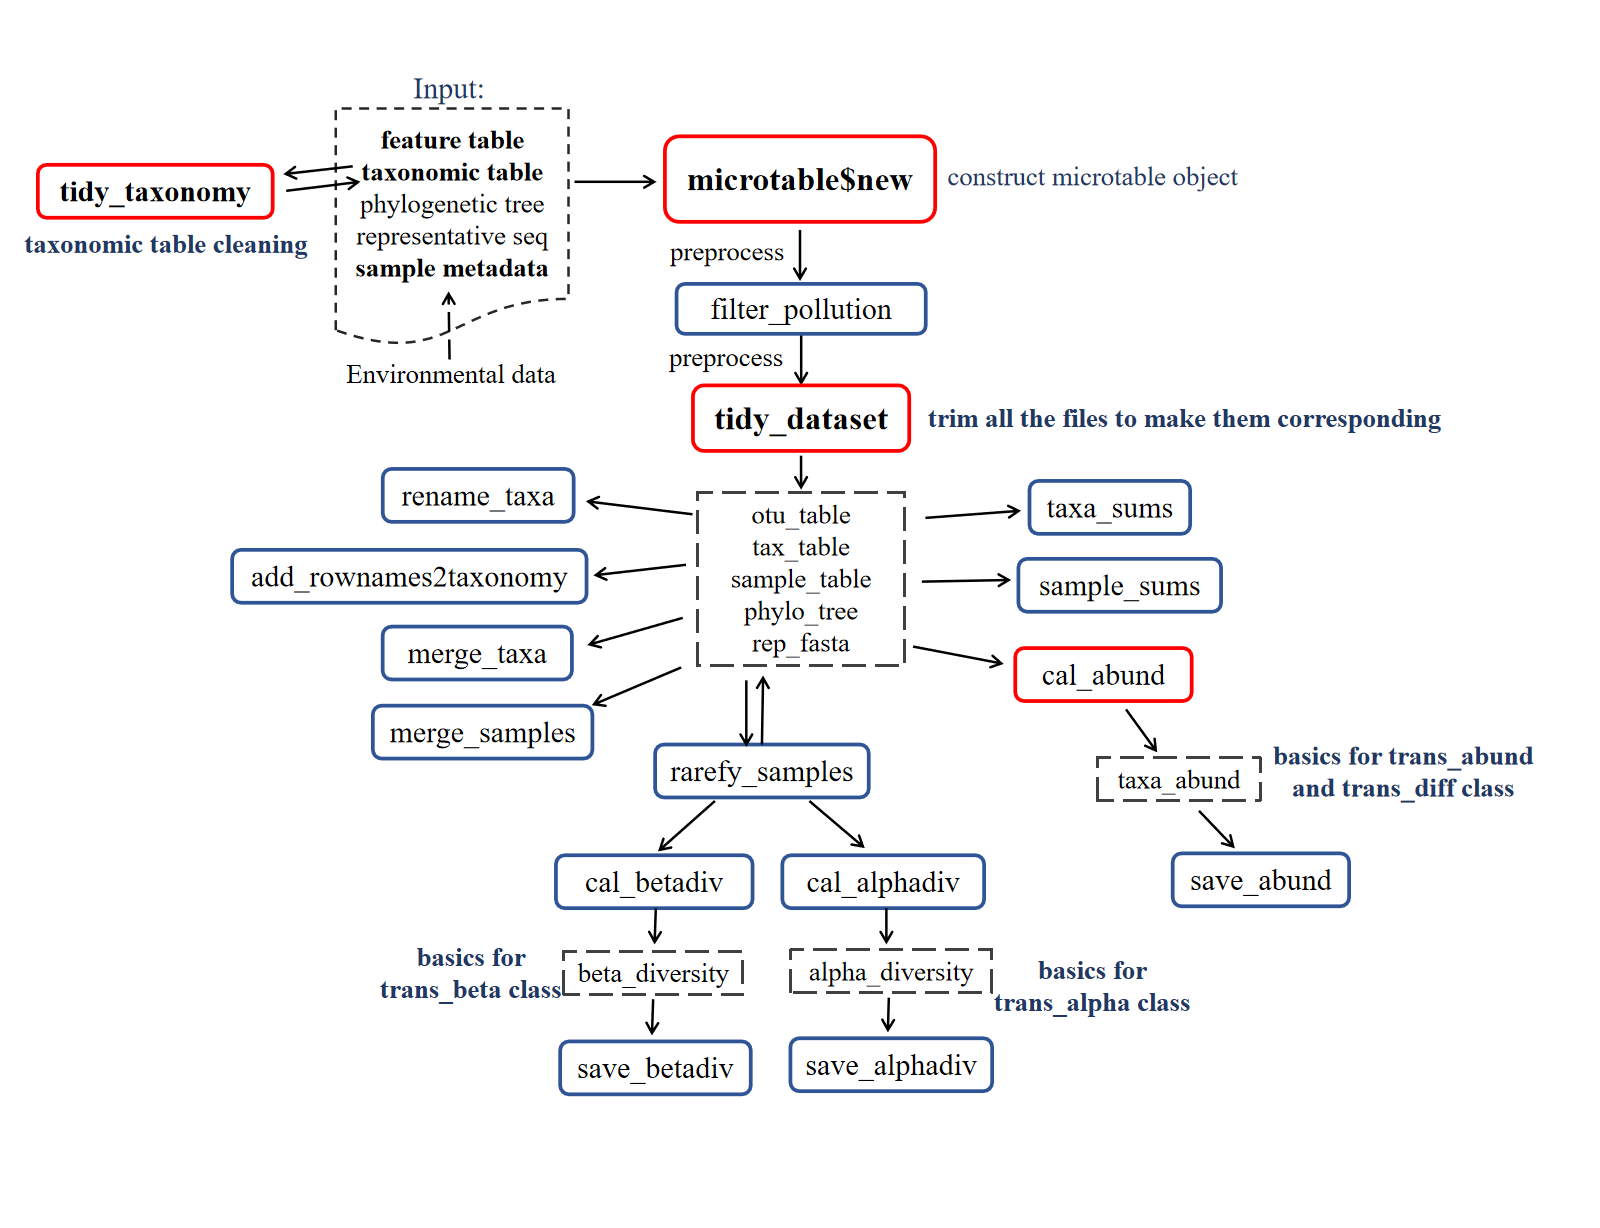 Input:
feature table
taxonomic table
phylogenetic tree
representative seq
sample metadata
tidy_taxonomy
taxonomic table cleaning
Environmental data
microtable$new
construct microtable object
preprocess
filter_pollution
preprocess
tidy_dataset
trim all the files to make them corresponding
rename_taxa
add_rownames2taxonomy
merge_taxa
merge_samples
otu_table
tax_table
sample_table
phylo_tree
rep_fasta
taxa_sums
sample_sums
cal_abund
taxa_abund
basics for trans_abund
and trans_diff class
save_abund
rarefy_samples
cal_betadiv
cal_alphadiv
basics for
trans_beta class
beta_diversity
alpha_diversity
basics for
trans_alpha class
save_betadiv
save_alphadiv